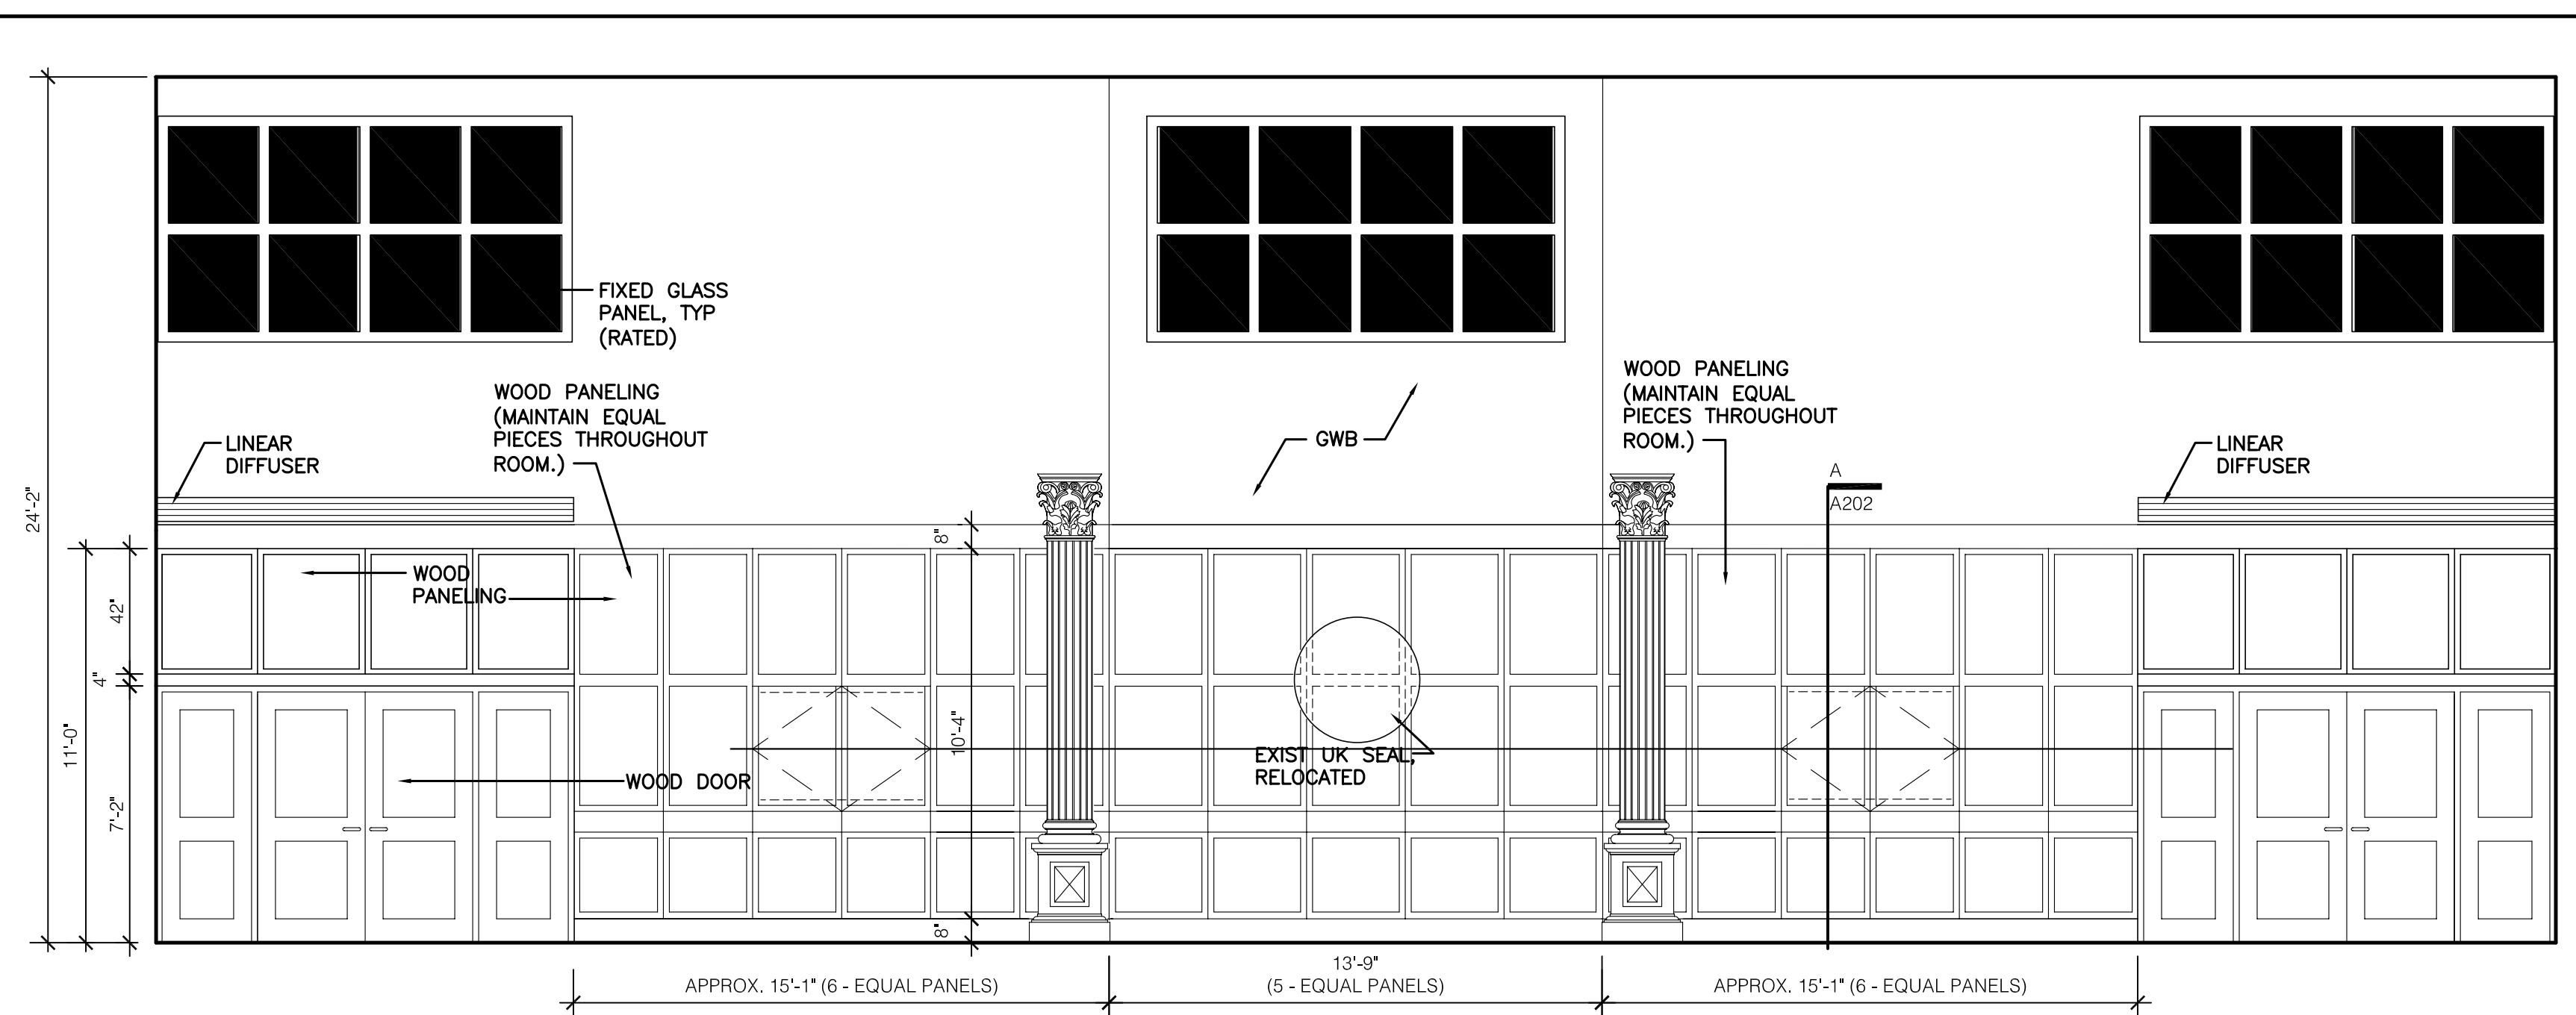 FIXED GLASS
PANEL, TYP
(RATED)
WOOD PANELING
(MAINTAIN EQUAL
PIECES THROUGHOUT
ROOM.)
WOOD PANELING
(MAINTAIN EQUAL
PIECES THROUGHOUT
ROOM.)
LINEAR
DIFFUSER
GWB
LINEAR
DIFFUSER
A
A202
24'-2"
8"
WOOD
PANELING
42"
4"
11'-0"
10'-4"
EXIST UK SEAL,
RELOCATED
WOOD DOOR
7'-2"
8"
APPROX. 15'-1" (6 - EQUAL PANELS)
13'-9"
(5 - EQUAL PANELS)
APPROX. 15'-1" (6 - EQUAL PANELS)